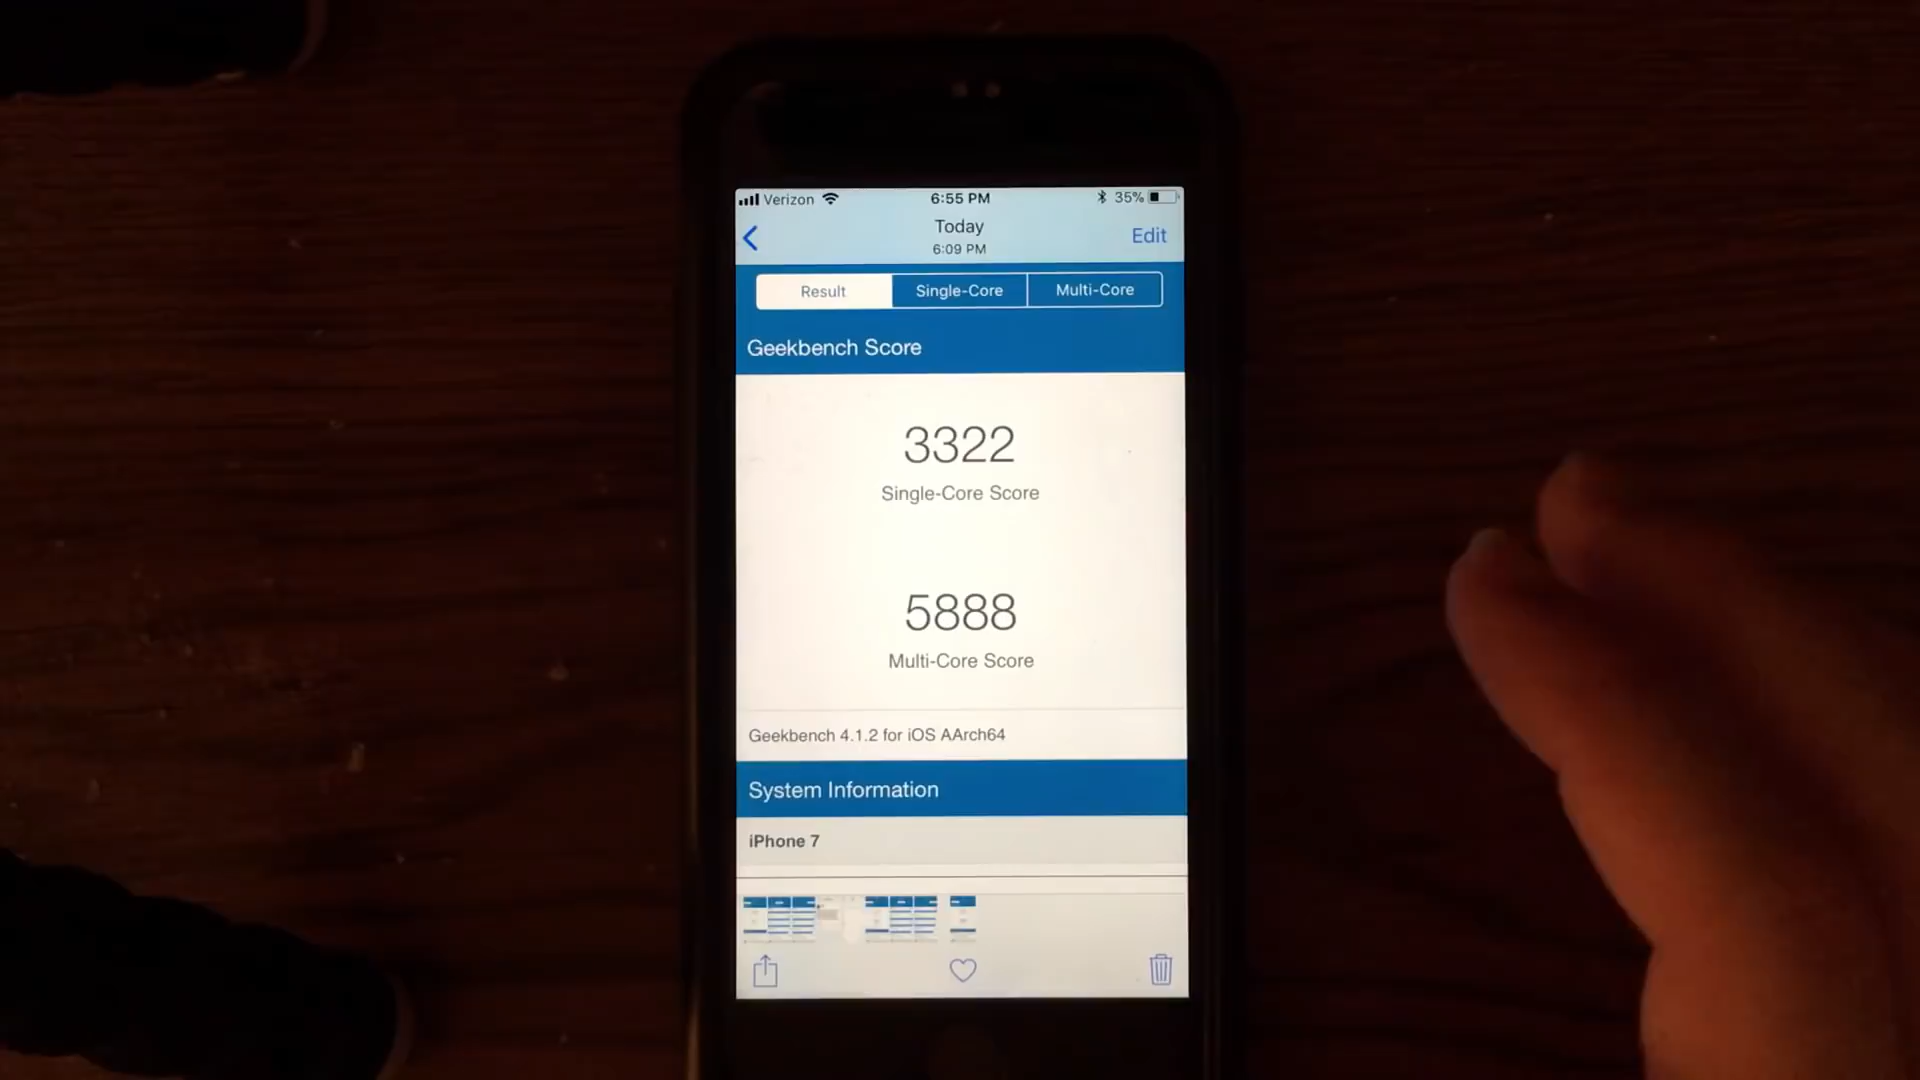 Verizon 6:55 PM 35%
Today
6:09 PM
Edit
Result Single-Core Multi-Core
Geekbench Score
3322
Single-Core Score
5888
Multi-Core Score
Geekbench 4.1.2 for iOS AArch64
System Information
iPhone 7